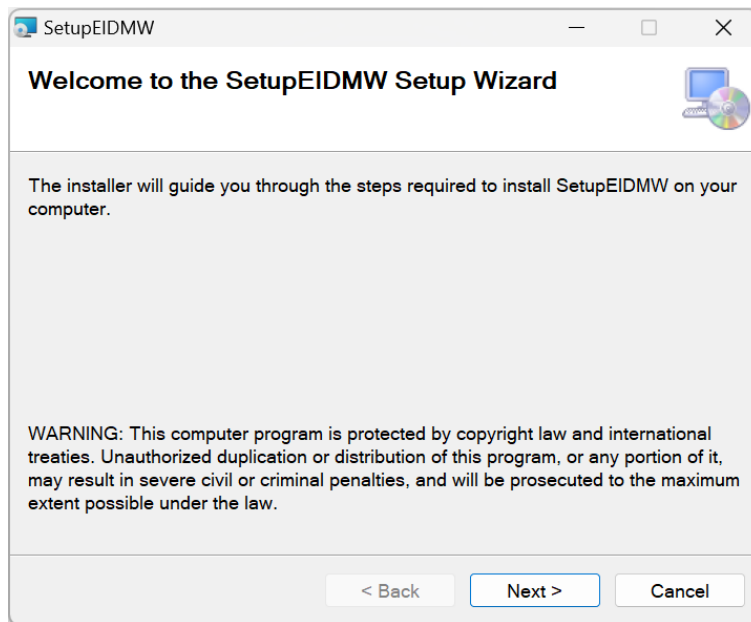 SetupEIDMW
Welcome to the SetupEIDMW Setup Wizard
The installer will guide you through the steps required to install SetupEIDMW on your
computer.
WARNING: This computer program is protected by copyright law and international
treaties. Unauthorized duplication or distribution of this program, or any portion of it,
may result in severe civil or criminal penalties, and will be prosecuted to the maximum
extent possible under the law.
< Back
Next >
Cancel